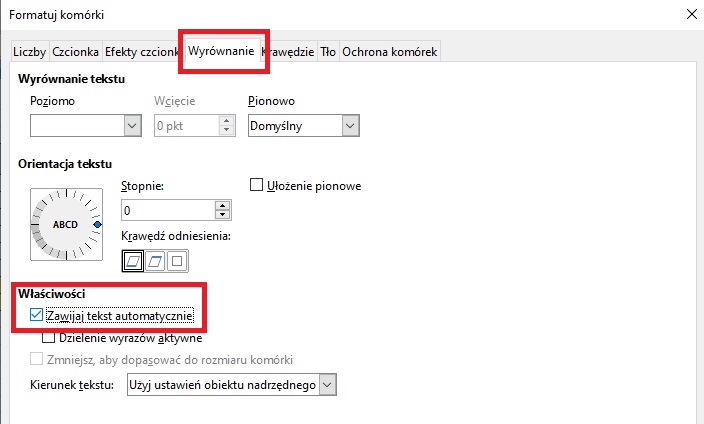 Formatuj komórki
Liczby Czcionka Efekty czcionk Wyrównanie Krawędzie Tło Ochrona komórek
Wyrównanie tekstu
Poziomo Wcięcie Pionowo
0 pkt Domyślny
Orientacja tekstu
Stopnie: Ułożenie pionowe
ABCD 0
Krawędź odniesienia:
Właściwości
Zawijaj tekst automatycznie
Dzielenie wyrazów aktywne
Zmniejsz, aby dopasować do rozmiaru komórki
Kierunek tekstu: Użyj ustawień obiektu nadrzędnego